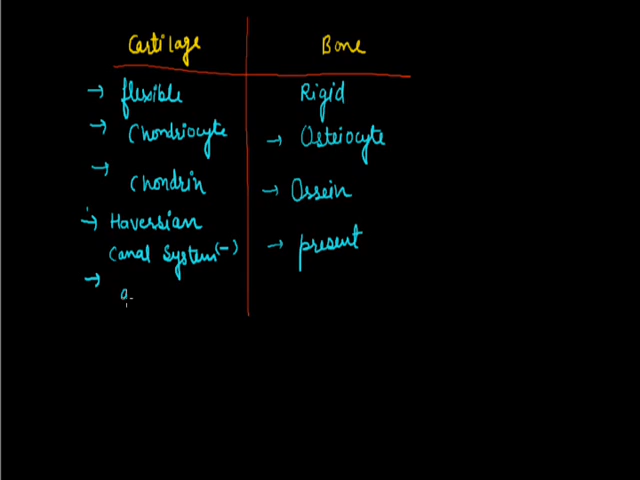 Cartilage Bone
→ flexible Rigid
→ Chondriocyte → Osteiocyte
→ Chondrin → Ossein
→ Haversian
Canal System (-) → present
→ a